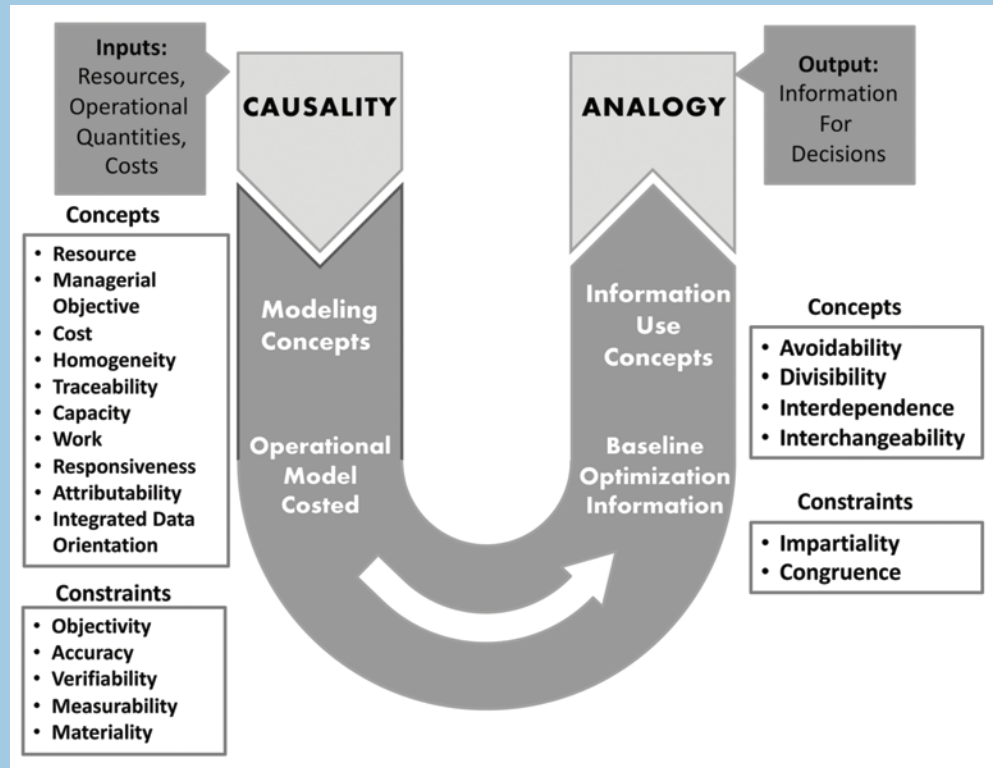 Inputs:
Resources,
Operational
Quantities,
Costs
CAUSALITY
ANALOGY
Output:
Information
For
Decisions
Concepts
• Resource
• Managerial
Objective
• Cost
• Homogeneity
• Traceability
• Capacity
• Work
• Responsiveness
• Attributability
• Integrated Data
Orientation
Constraints
• Objectivity
• Accuracy
• Verifiability
• Measurability
• Materiality
Modeling
Concepts
Operational
Model
Costed
Information
Use
Concepts
Baseline
Optimization
Information
Concepts
• Avoidability
• Divisibility
• Interdependence
• Interchangeability
Constraints
• Impartiality
• Congruence